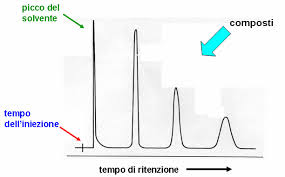 picco del
solvente
composti
tempo
dell'iniezione
tempo di ritenzione